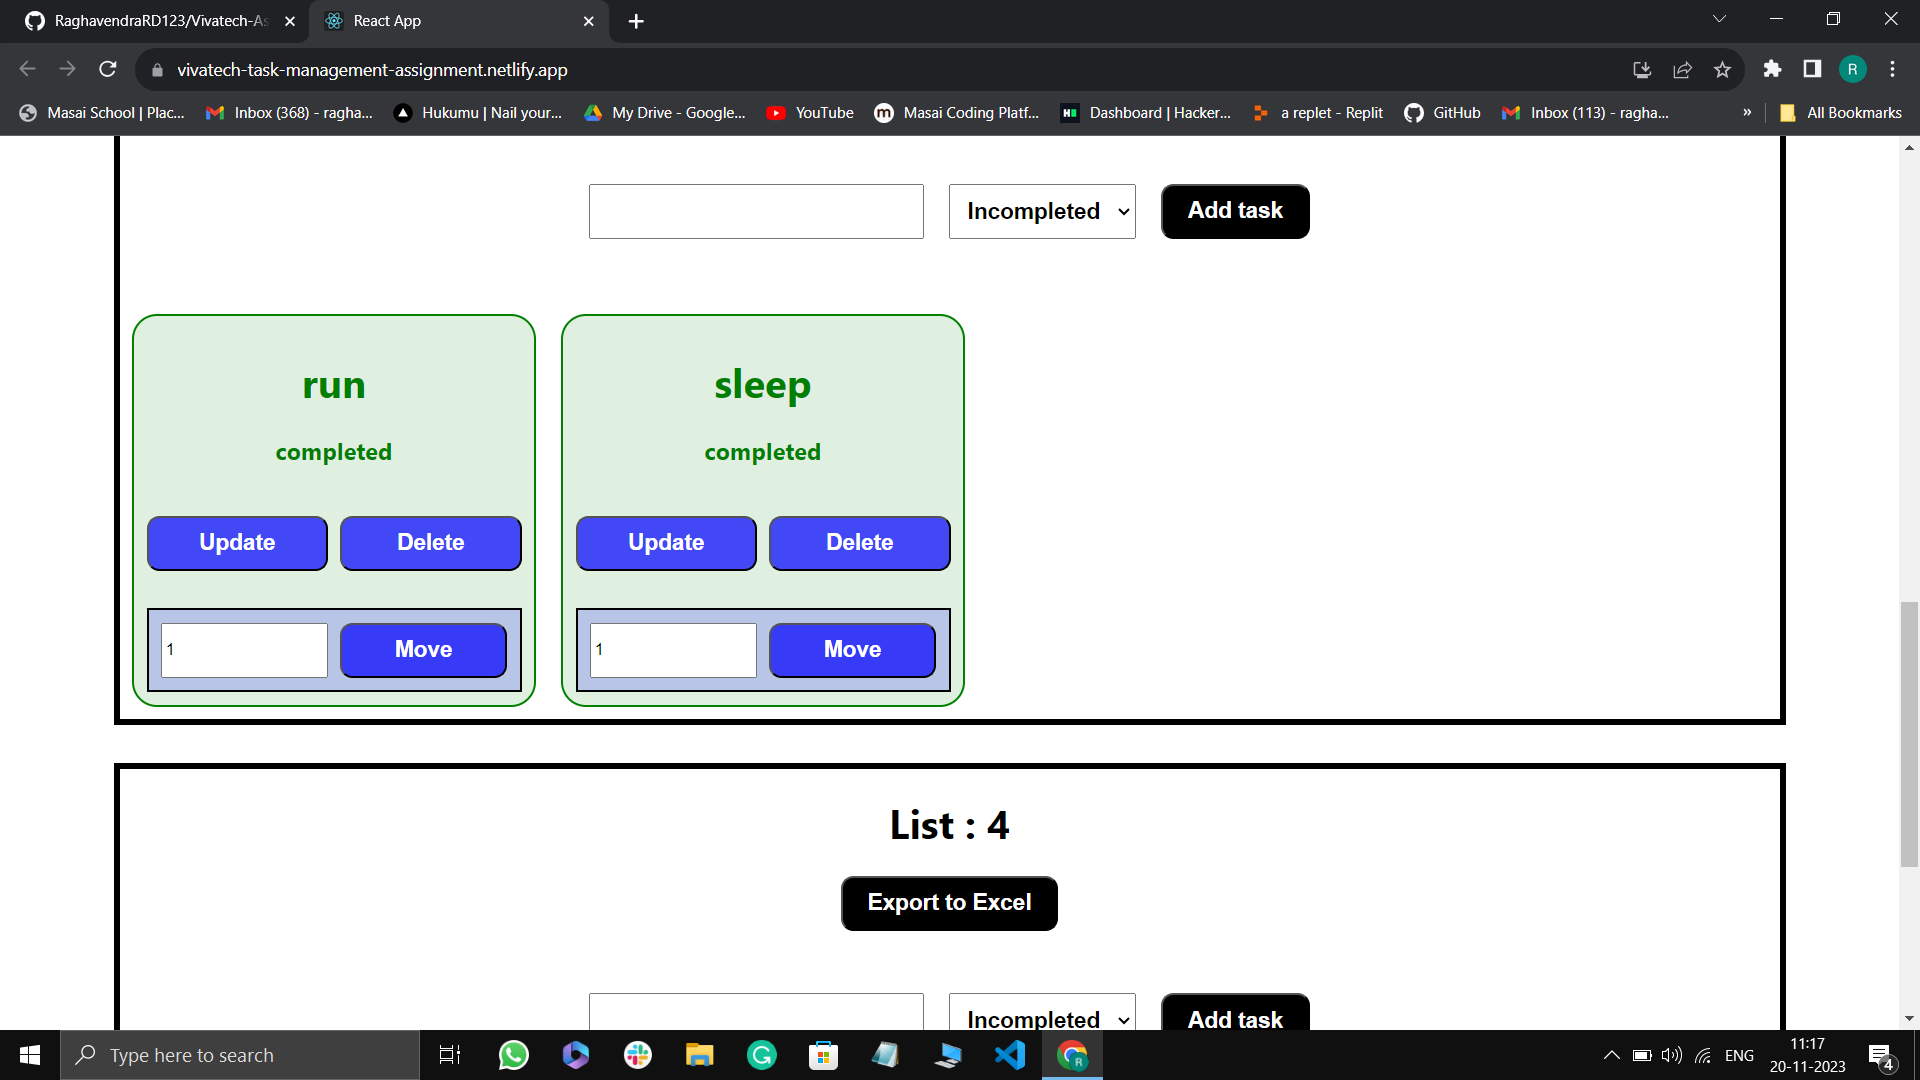 RaghavendraRD123/Vivatech-As
React App
vivatech-task-management-assignment.netlify.app
R
Masai School | Plac...
Inbox (368) - ragha...
Hukumu | Nail your...
My Drive - Google...
YouTube
Masai Coding Platf...
Dashboard | Hacker...
a replet - Replit
GitHub
Inbox (113) - ragha...
»
All Bookmarks
Incompleted
Add task
run
sleep
completed
completed
Update
Delete
Update
Delete
1
Move
1
Move
List : 4
Export to Excel
Incompleted
Add task
Type here to search
ENG
11:17
20-11-2023
4